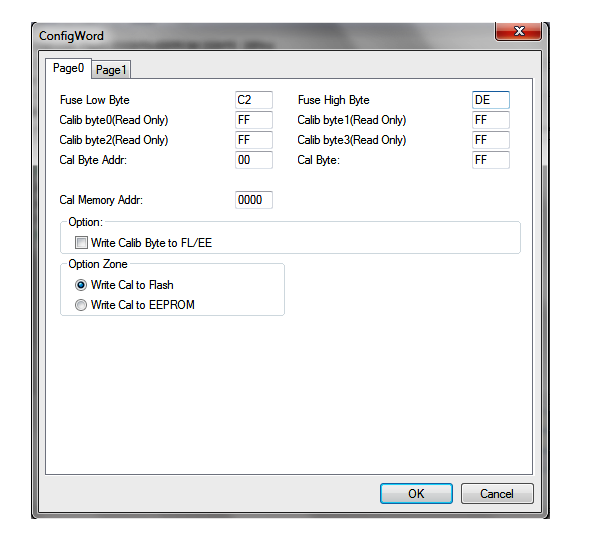 ConfigWord
Page0 Page1
Fuse Low Byte C2 Fuse High Byte DE
Calib byte0(Read Only) FF Calib byte1(Read Only) FF
Calib byte2(Read Only) FF Calib byte3(Read Only) FF
Cal Byte Addr: 00 Cal Byte: FF
Cal Memory Addr: 0000
Option:
Write Calib Byte to FL/EE
Option Zone
Write Cal to Flash
Write Cal to EEPROM
OK Cancel